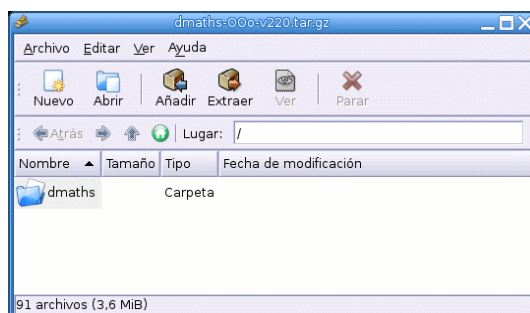 dmaths-OOo-v220.tar.gz
Archivo Editar Ver Ayuda
Nuevo Abrir Añadir Extraer Ver Parar
Atrás Lugar: /
Nombre Tamaño Tipo Fecha de modificación
dmaths Carpeta
91 archivos (3,6 MiB)